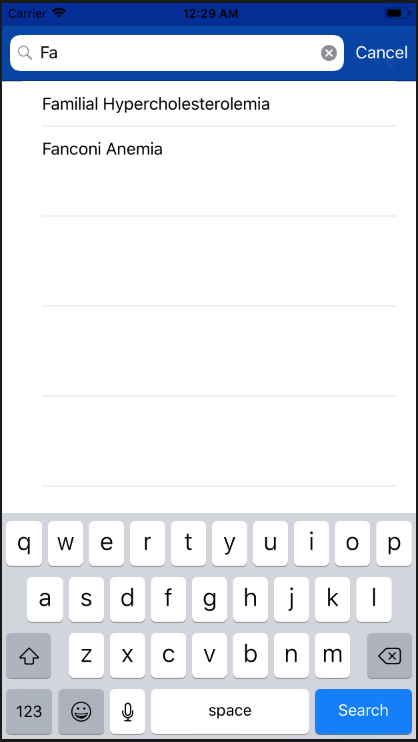 Carrier 12:29 AM
Fa Cancel
Familial Hypercholesterolemia
Fanconi Anemia
q w e r t y u i o p
a s d f g h j k l
z x c v b n m
123 space Search